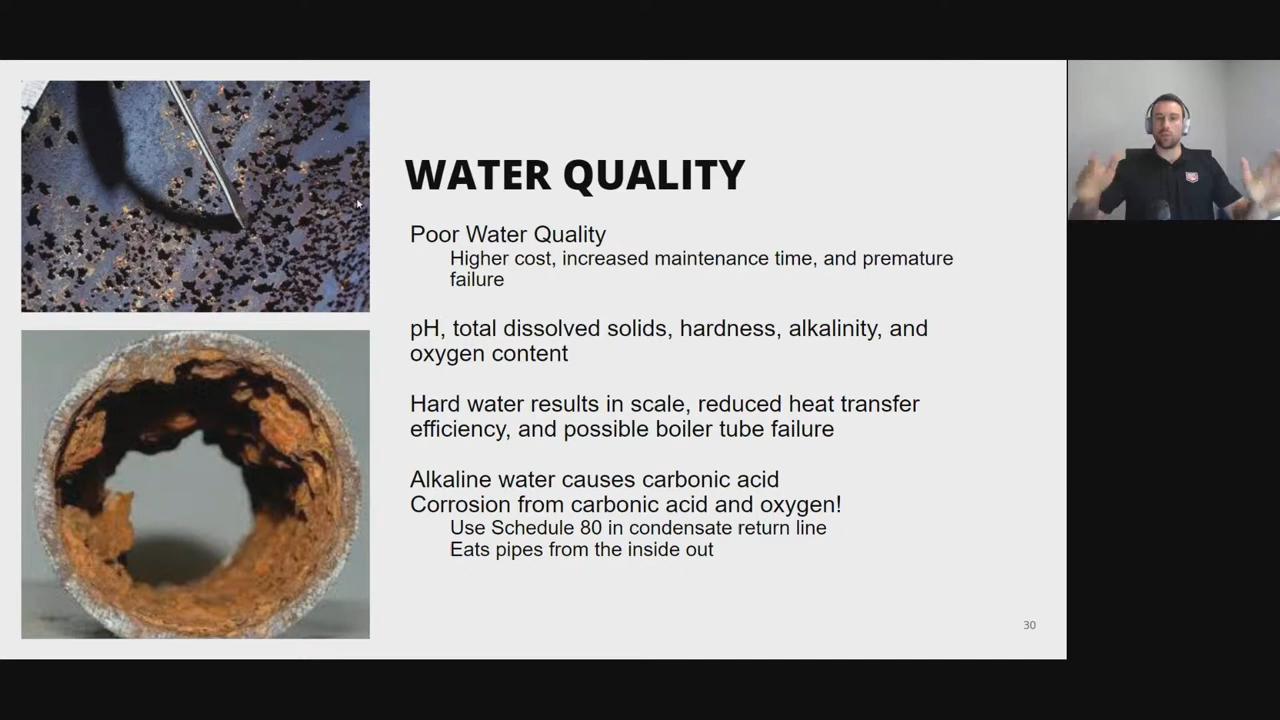 WATER QUALITY
Poor Water Quality
Higher cost, increased maintenance time, and premature
failure
pH, total dissolved solids, hardness, alkalinity, and
oxygen content
Hard water results in scale, reduced heat transfer
efficiency, and possible boiler tube failure
Alkaline water causes carbonic acid
Corrosion from carbonic acid and oxygen!
Use Schedule 80 in condensate return line
Eats pipes from the inside out
30